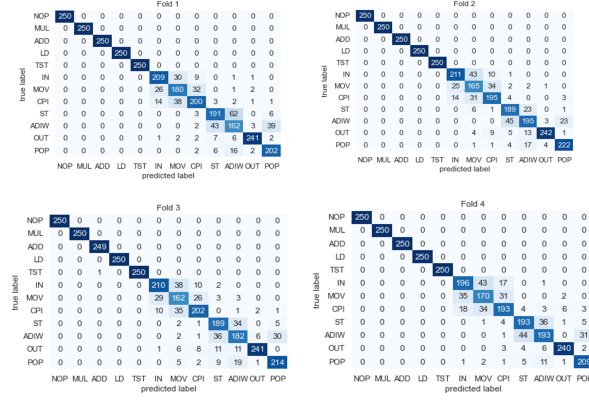 Fold 1
NOP 250 0 0 0 0 0 0 0 0 0 0 0
MUL 0 250 0 0 0 0 0 0 0 0 0 0
ADD 0 0 250 0 0 0 0 0 0 0 0 0
LD 0 0 0 250 0 0 0 0 0 0 0 0
TST 0 0 0 0 250 0 0 0 0 0 0 0
IN 0 0 0 0 0 209 30 9 0 1 1 0
MOV 0 0 0 0 0 26 180 32 0 1 2 0
CPI 0 0 0 0 0 14 38 200 3 2 1 1
ST 0 0 0 0 0 0 0 3 191 62 0 6
ADIW 0 0 0 0 0 0 0 2 43 162 3 39
OUT 0 0 0 0 0 1 2 2 7 6 241 2
POP 0 0 0 0 0 0 0 2 6 16 2 202
NOP MUL ADD LD TST IN MOV CPI ST ADIW OUT POP
predicted label
true label
Fold 2
NOP 250 0 0 0 0 0 0 0 0 0 0 0
MUL 0 250 0 0 0 0 0 0 0 0 0 0
ADD 0 0 250 0 0 0 0 0 0 0 0 0
LD 0 0 0 250 0 0 0 0 0 0 0 0
TST 0 0 0 0 250 0 0 0 0 0 0 0
IN 0 0 0 0 0 211 43 10 1 0 0 0
MOV 0 0 0 0 0 25 165 34 2 2 1 0
CPI 0 0 0 0 0 14 31 195 4 0 0 3
ST 0 0 0 0 0 0 6 1 189 23 0 1
ADIW 0 0 0 0 0 0 0 0 45 195 3 23
OUT 0 0 0 0 0 0 4 9 5 13 242 1
POP 0 0 0 0 0 0 1 1 4 17 4 222
NOP MUL ADD LD TST IN MOV CPI ST ADIW OUT POP
predicted label
true label
Fold 3
NOP 250 0 0 0 0 0 0 0 0 0 0 0
MUL 0 250 0 0 0 0 0 0 0 0 0 0
ADD 0 0 249 0 0 0 0 0 0 0 0 0
LD 0 0 0 250 0 0 0 0 0 0 0 0
TST 0 0 1 0 250 0 0 0 0 0 0 0
IN 0 0 0 0 0 210 38 10 2 0 0 0
MOV 0 0 0 0 0 29 162 26 3 3 0 0
CPI 0 0 0 0 0 10 35 202 0 1 2 1
ST 0 0 0 0 0 0 2 1 189 34 0 5
ADIW 0 0 0 0 0 0 2 1 36 182 6 30
OUT 0 0 0 0 0 1 6 8 11 11 241 0
POP 0 0 0 0 0 0 5 2 9 19 1 214
NOP MUL ADD LD TST IN MOV CPI ST ADIW OUT POP
predicted label
true label
Fold 4
NOP 250 0 0 0 0 0 0 0 0 0 0 0
MUL 0 250 0 0 0 0 0 0 0 0 0 0
ADD 0 0 250 0 0 0 0 0 0 0 0 0
LD 0 0 0 250 0 0 0 0 0 0 0 0
TST 0 0 0 0 250 0 0 0 0 0 0 0
IN 0 0 0 0 0 196 43 17 0 1 0 0
MOV 0 0 0 0 0 35 170 31 0 0 2 0
CPI 0 0 0 0 0 18 34 193 4 3 6 3
ST 0 0 0 0 0 0 1 4 193 36 1 5
ADIW 0 0 0 0 0 0 0 1 44 193 0 31
OUT 0 0 0 0 0 0 0 3 4 6 240 2
POP 0 0 0 0 0 1 2 1 5 11 1 209
NOP MUL ADD LD TST IN MOV CPI ST ADIW OUT POP
predicted label
true label